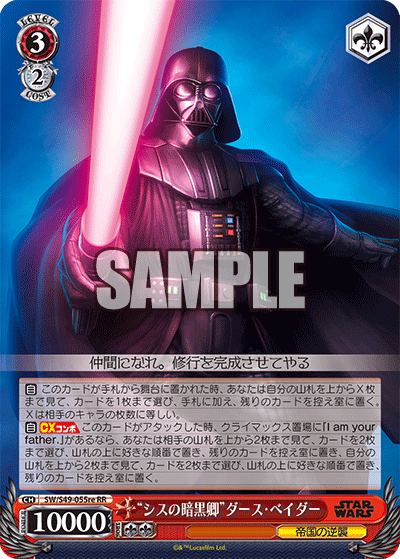 LEVEL
3
2
COST
SAMPLE
仲間になれ。修行を完成させてやる
自 このカードが手札から舞台に置かれた時、あなたは自分の山札を上からX枚
まで見て、カードを1枚まで選び、手札に加え、残りのカードを控え室に置く。
Xは相手のキャラの枚数に等しい。
自 CXコンボ このカードがアタックした時、クライマックス置場に「I am your
father.」があるなら、あなたは相手の山札を上から2枚まで見て、カードを2枚
まで選び、山札の上に好きな順番で置き、残りのカードを控え室に置き、自分
の山札を上から2枚まで見て、カードを2枚まで選び、山札の上に好きな順番で
置き、残りのカードを控え室に置く。
CH SW/S49-055re RR
"シスの暗黒卿"ダース・ベイダー
STAR WARS
10000
帝国の逆襲
©&™Lucasfilm Ltd.